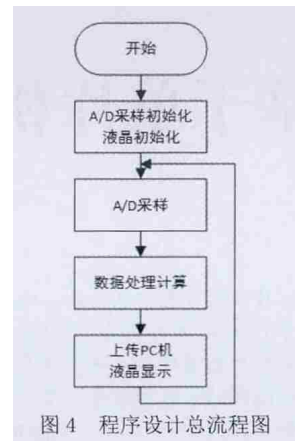 开始
A/D采样初始化
液晶初始化
A/D采样
数据处理计算
上传PC机
液晶显示
图4 程序设计总流程图